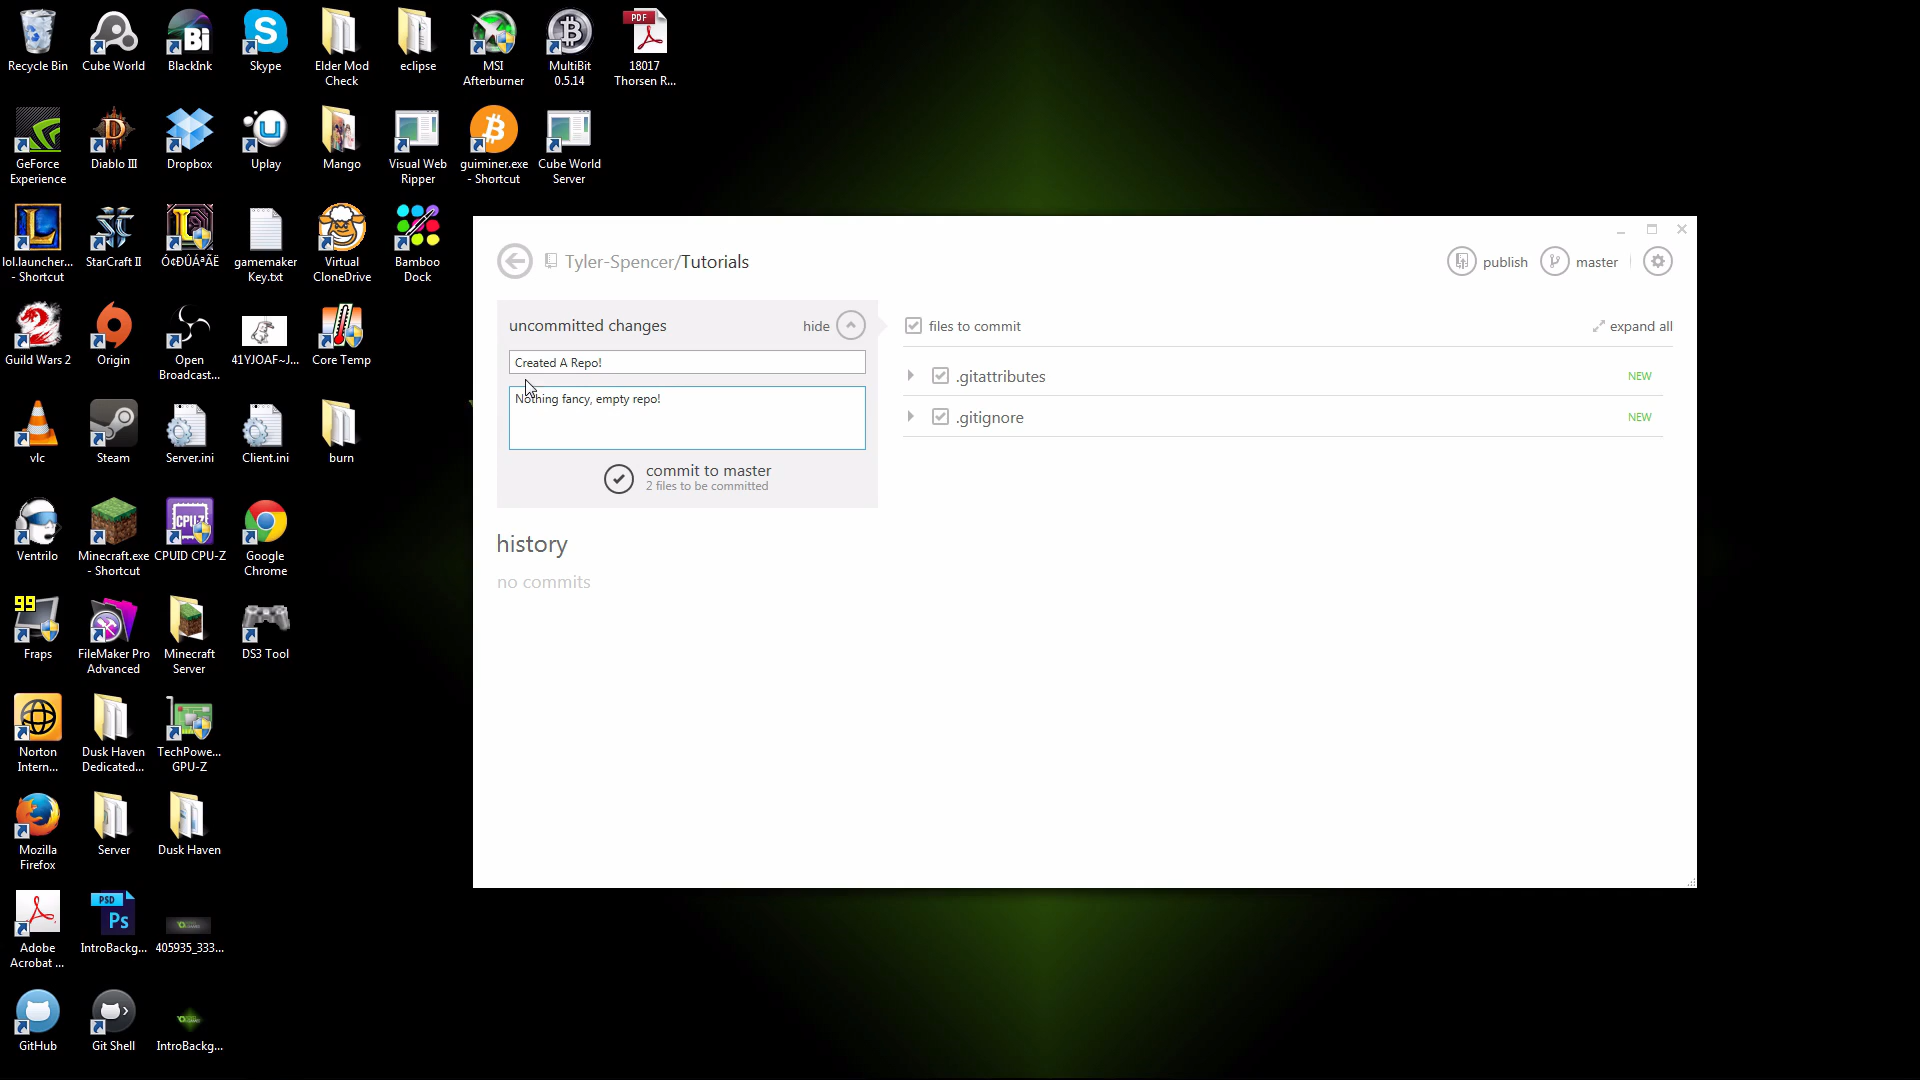 Recycle Bin
Cube World
BlackInk
Skype
Elder Mod
Check
eclipse
MSI
Afterburner
MultiBit
0.5.14
PDF
18017
Thorsen R...
GeForce
Experience
Diablo III
Dropbox
Uplay
Mango
Visual Web
Ripper
guiminer.exe
- Shortcut
Cube World
Server
lol.launcher...
- Shortcut
StarCraft II
Ó¢ÐÛÁªÃË
gamemaker
Key.txt
Virtual
CloneDrive
Bamboo
Dock
Guild Wars 2
Origin
Open
Broadcast...
41YJOAF~J...
Core Temp
vlc
Steam
Server.ini
Client.ini
burn
Ventrilo
Minecraft.exe
- Shortcut
CPU-Z
CPUID CPU-Z
Google
Chrome
99
Fraps
FileMaker Pro
Advanced
Minecraft
Server
DS3 Tool
Norton
Intern...
Dusk Haven
Dedicated...
TechPowe...
GPU-Z
Mozilla
Firefox
Server
Dusk Haven
Adobe
Acrobat ...
PSD
Ps
IntroBackg...
405935_333...
GitHub
Git Shell
IntroBackg...
Tyler-Spencer/Tutorials
publish
master
uncommitted changes
hide
Created A Repo!
Nothing fancy, empty repo!
commit to master
2 files to be committed
files to commit
expand all
.gitattributes
NEW
.gitignore
NEW
history
no commits